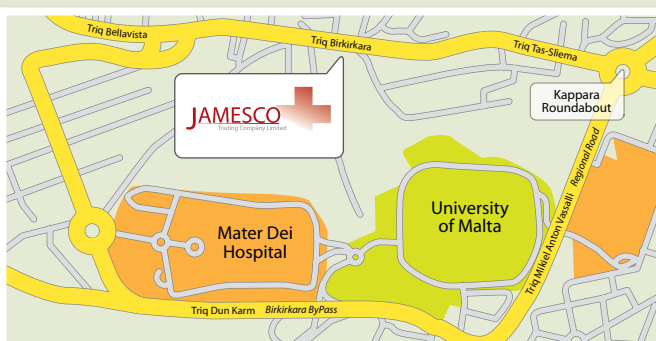 Triq Bellavista
Triq Birkirkara
Triq Tas-Sliema
JAMESCO
Trading Company Limited
Kappara
Roundabout
Mater Dei
Hospital
University
of Malta
Triq Mikiel Anton Vassalli Regional Road
Triq Dun Karm Birkirkara ByPass